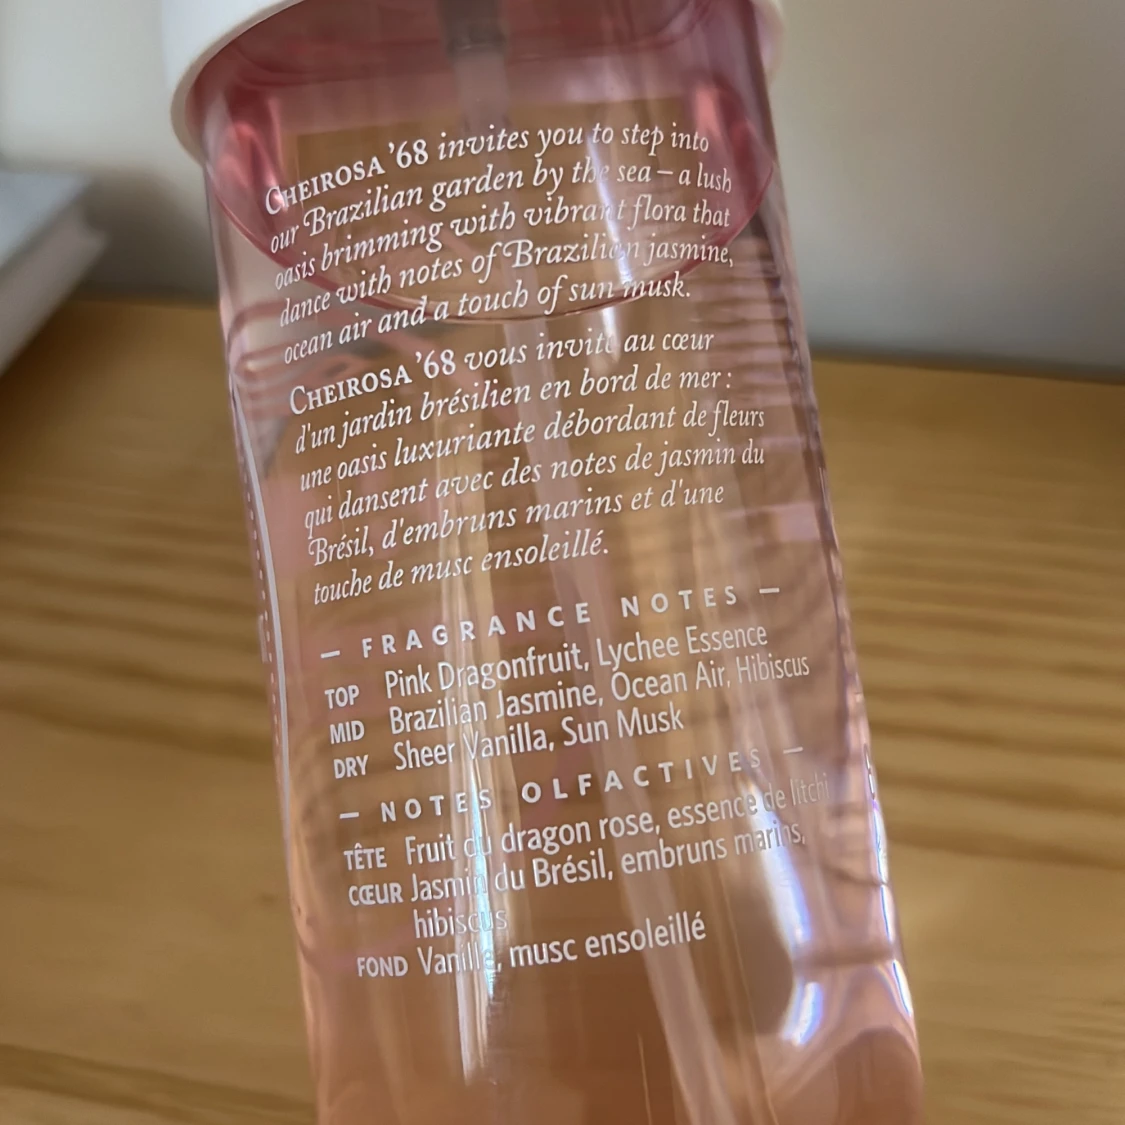 CHEIROSA '68 invites you to step into
our Brazilian garden by the sea – a lush
oasis brimming with vibrant flora that
dance with notes of Brazilian jasmine,
ocean air and a touch of sun musk.
CHEIROSA '68 vous invite au cœur
d'un jardin brésilien en bord de mer :
une oasis luxuriante débordant de fleurs
qui dansent avec des notes de jasmin du
Brésil, d'embruns marins et d'une
touche de musc ensoleillé.
— FRAGRANCE NOTES —
TOP Pink Dragonfruit, Lychee Essence
MID Brazilian Jasmine, Ocean Air, Hibiscus
DRY Sheer Vanilla, Sun Musk
— NOTES OLFACTIVES —
TÊTE Fruit du dragon rose, essence de litchi
CŒUR Jasmin du Brésil, embruns marins,
hibiscus
FOND Vanille, musc ensoleillé